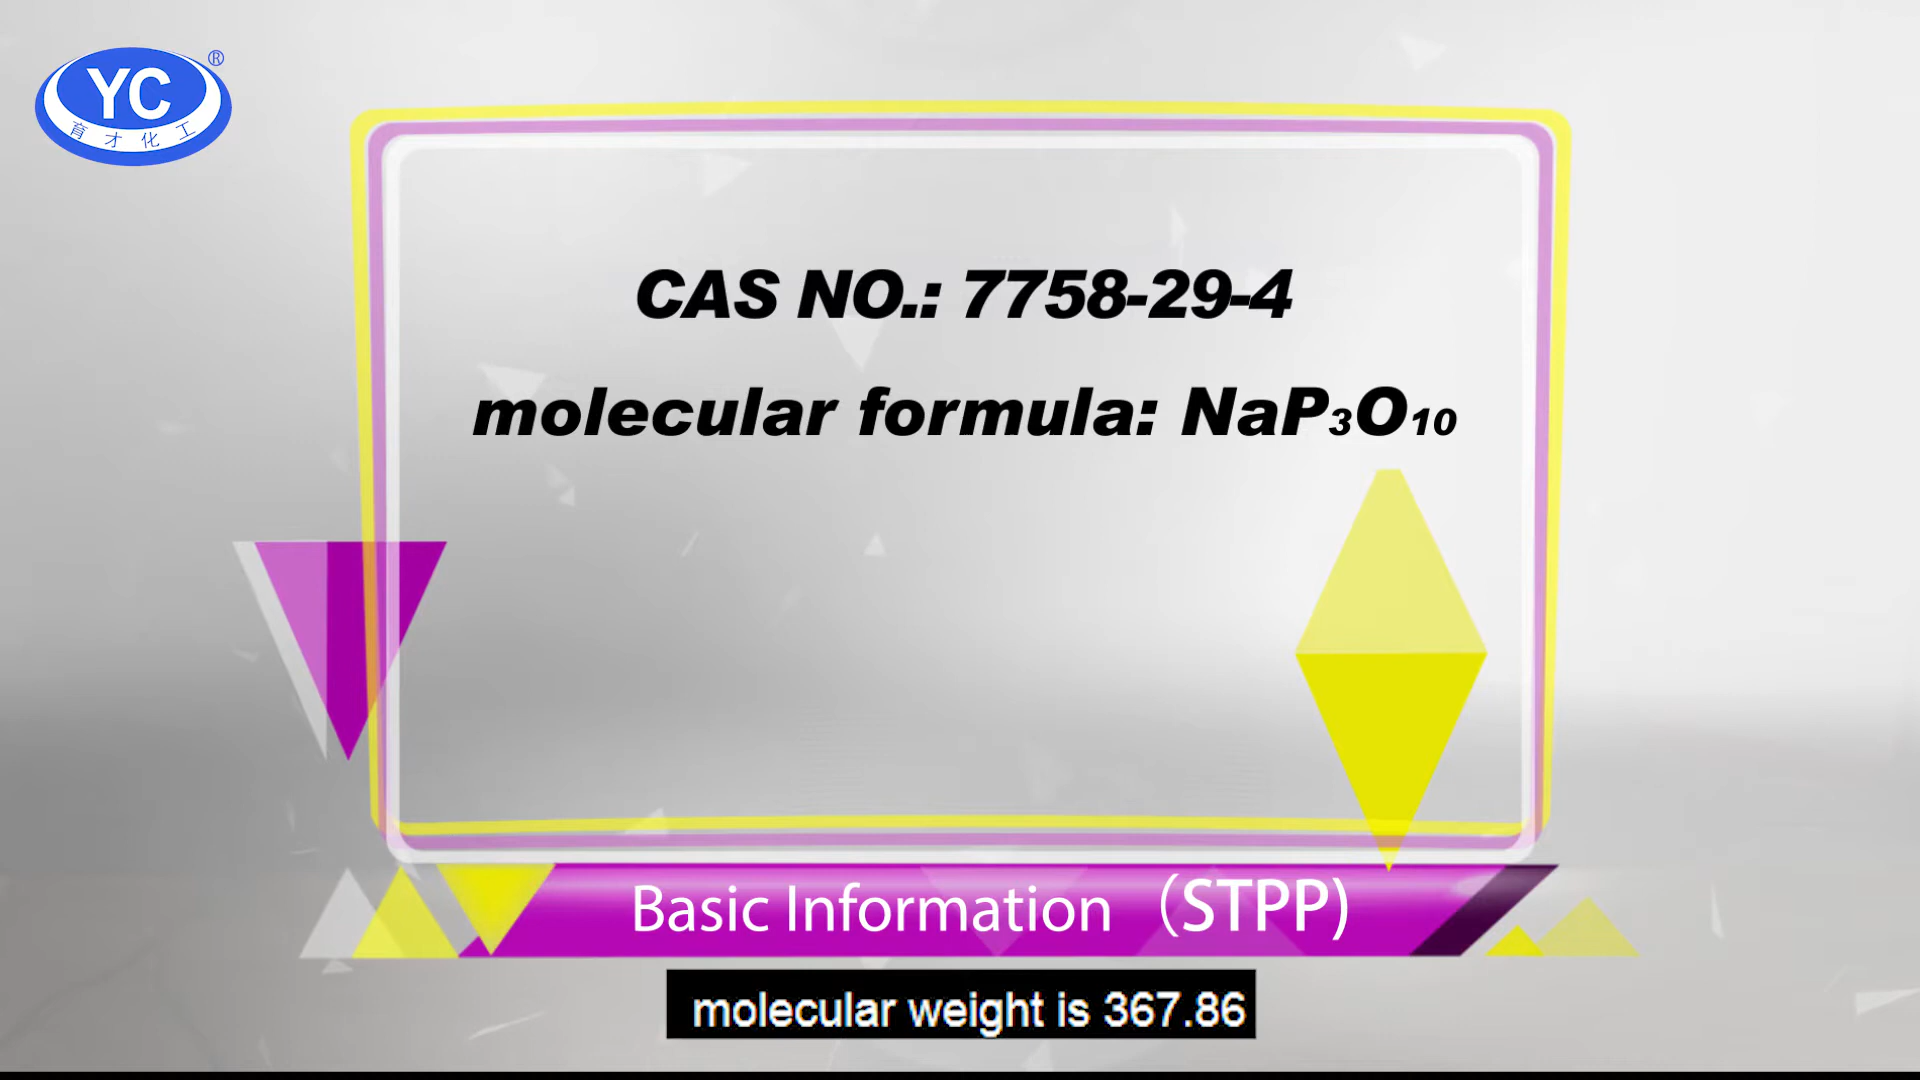 YC®
育才化工
CAS NO.: 7758-29-4
molecular formula: NaP₃O₁₀
Basic Information （STPP)
molecular weight is 367.86